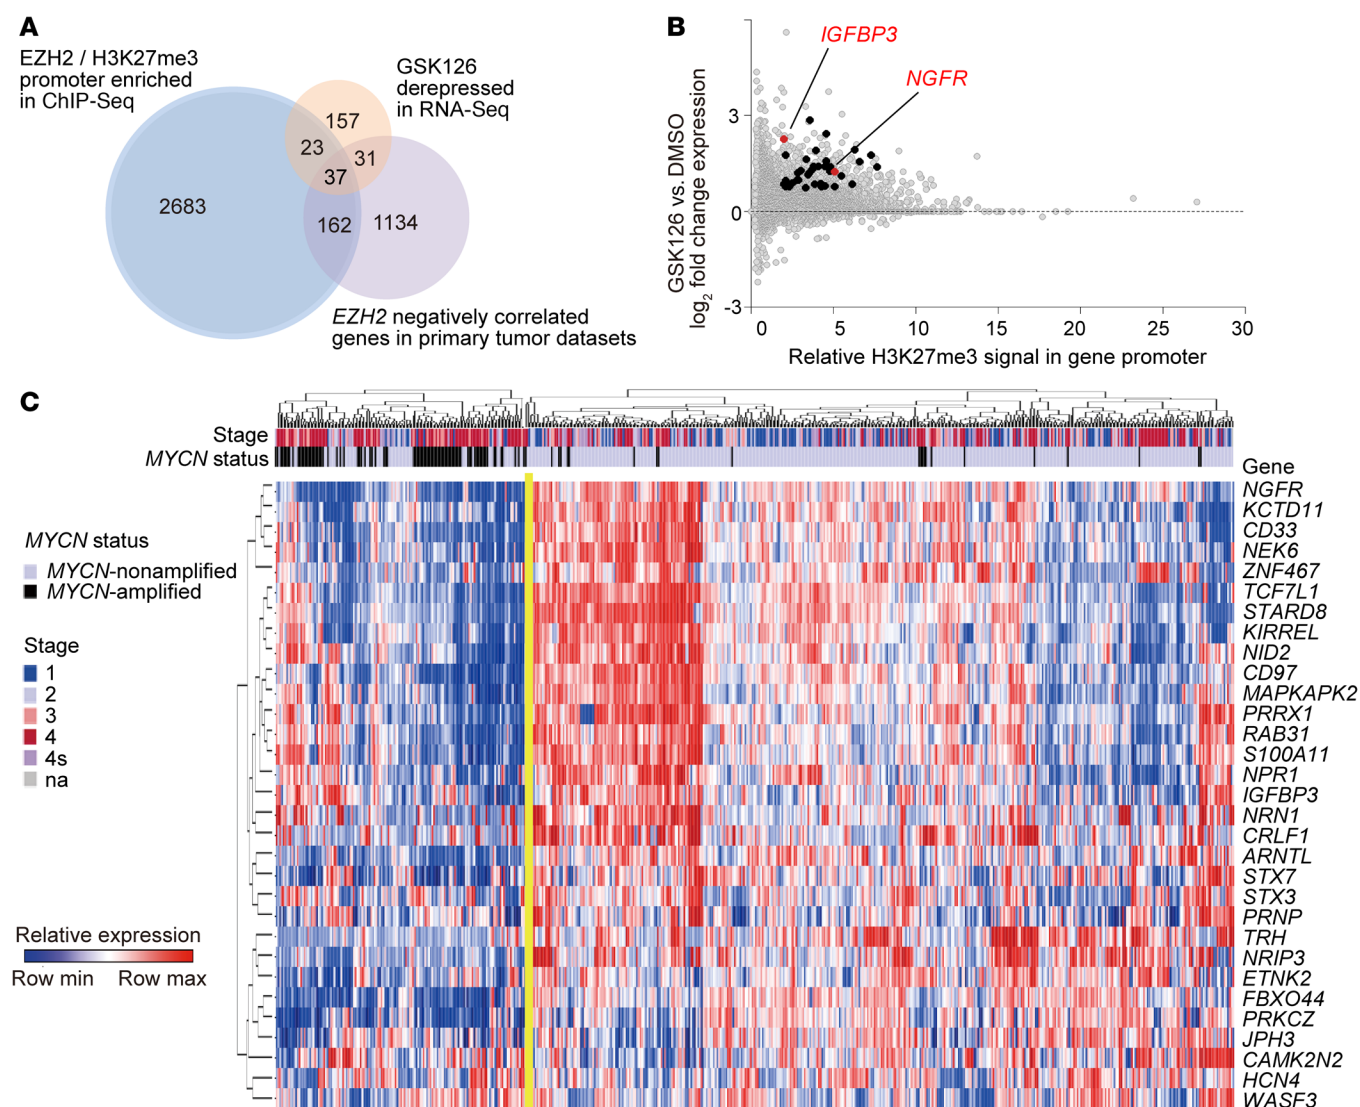 A
EZH2 / H3K27me3
promoter enriched
in ChIP-Seq
GSK126
derepressed
in RNA-Seq
157
23
31
37
2683
162
1134
EZH2 negatively correlated
genes in primary tumor datasets
B
IGFBP3
NGFR
GSK126 vs. DMSO
log2 fold change expression
3
0
-3
0
5
10
15
20
25
30
Relative H3K27me3 signal in gene promoter
C
Stage
MYCN status
MYCN status
MYCN-nonamplified
MYCN-amplified
Stage
1
2
3
4
4s
na
Relative expression
Row min
Row max
Gene
NGFR
KCTD11
CD33
NEK6
ZNF467
TCF7L1
STARD8
KIRREL
NID2
CD97
MAPKAPK2
PRRX1
RAB31
S100A11
NPR1
IGFBP3
NRN1
CRLF1
ARNTL
STX7
STX3
PRNP
TRH
NRIP3
ETNK2
FBXO44
PRKCZ
JPH3
CAMK2N2
HCN4
WASF3